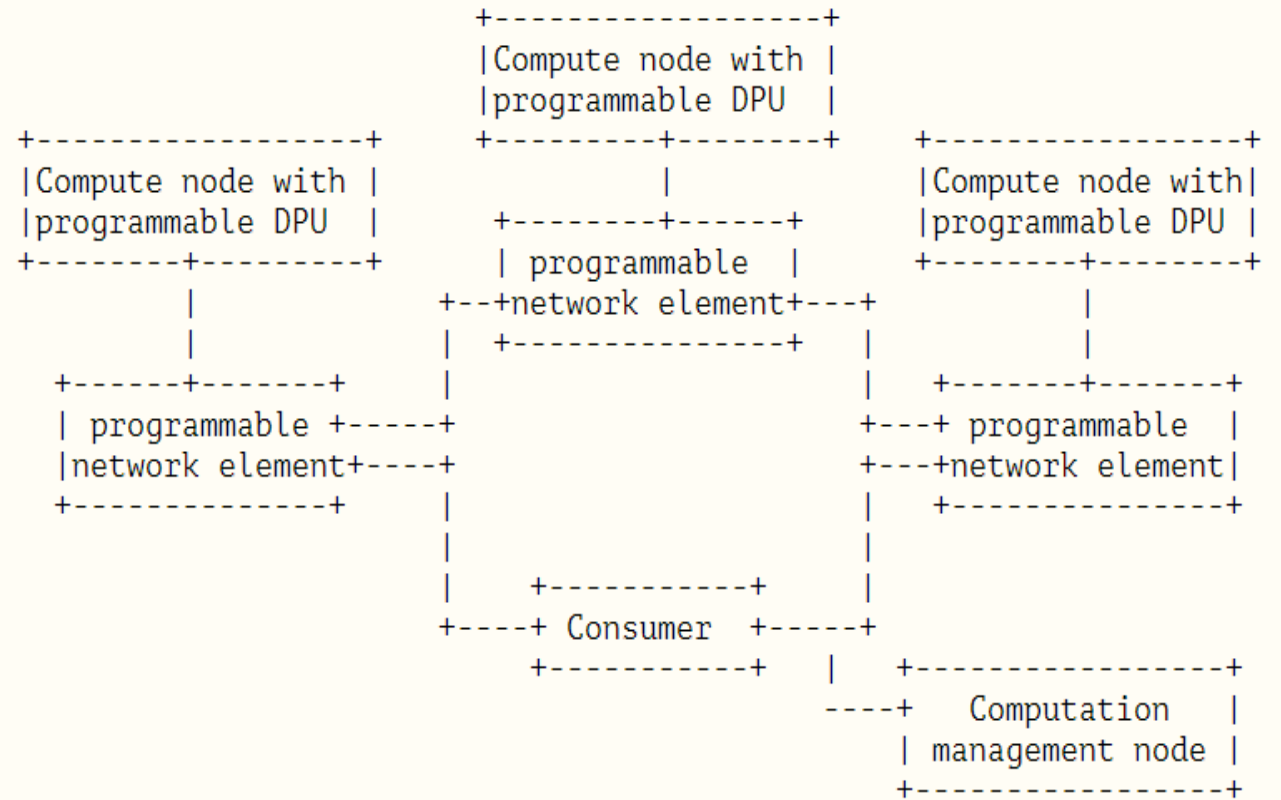 +------------------+
                         |Compute node with |
                         |programmable DPU  |
+------------------+     +---------+--------+    +-----------------+
|Compute node with |               |             |Compute node with|
|programmable DPU  |      +--------+------+      |programmable DPU |
+--------+---------+      | programmable  |      +--------+--------+
         |             +--+network element+---+           |
         |             |  +---------------+   |           |
  +------+-------+     |                      |   +-------+-------+
  | programmable +-----+                      +---+ programmable  |
  |network element+----+                      +---+network element|
  +--------------+     |                      |   +---------------+
                       |                      |
                       |    +-----------+     |
                       +----+ Consumer  +-----+
                            +-----------+   |   +-----------------+
                                            ----+   Computation   |
                                                | management node |
                                                +-----------------+